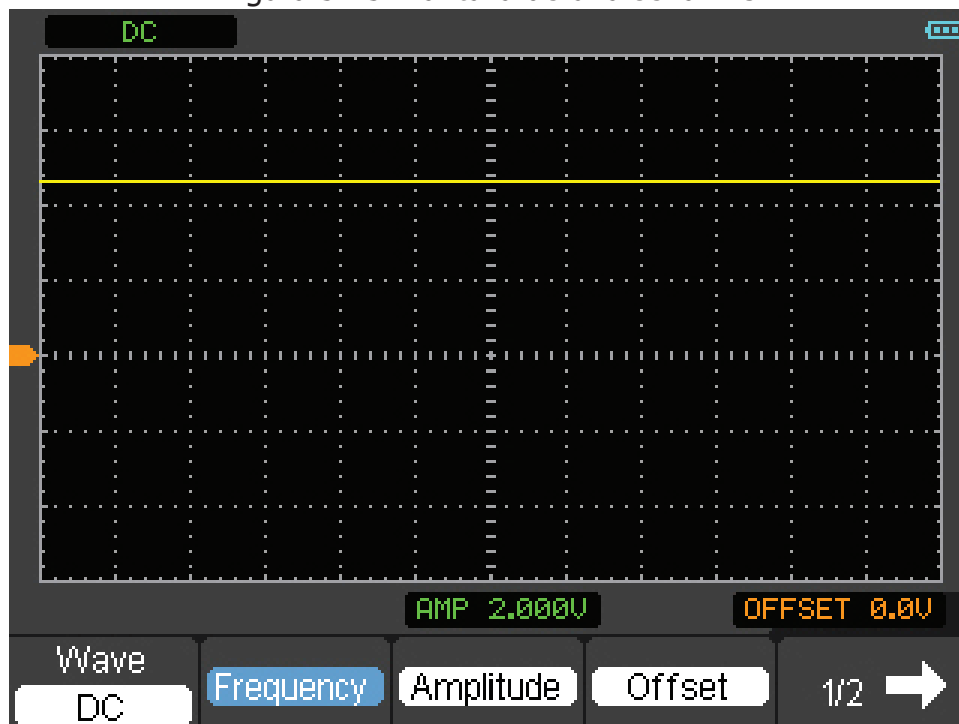 DC
AMP 2.000V
OFFSET 0.0V
Wave
DC
Frequency
Amplitude
Offset
1/2